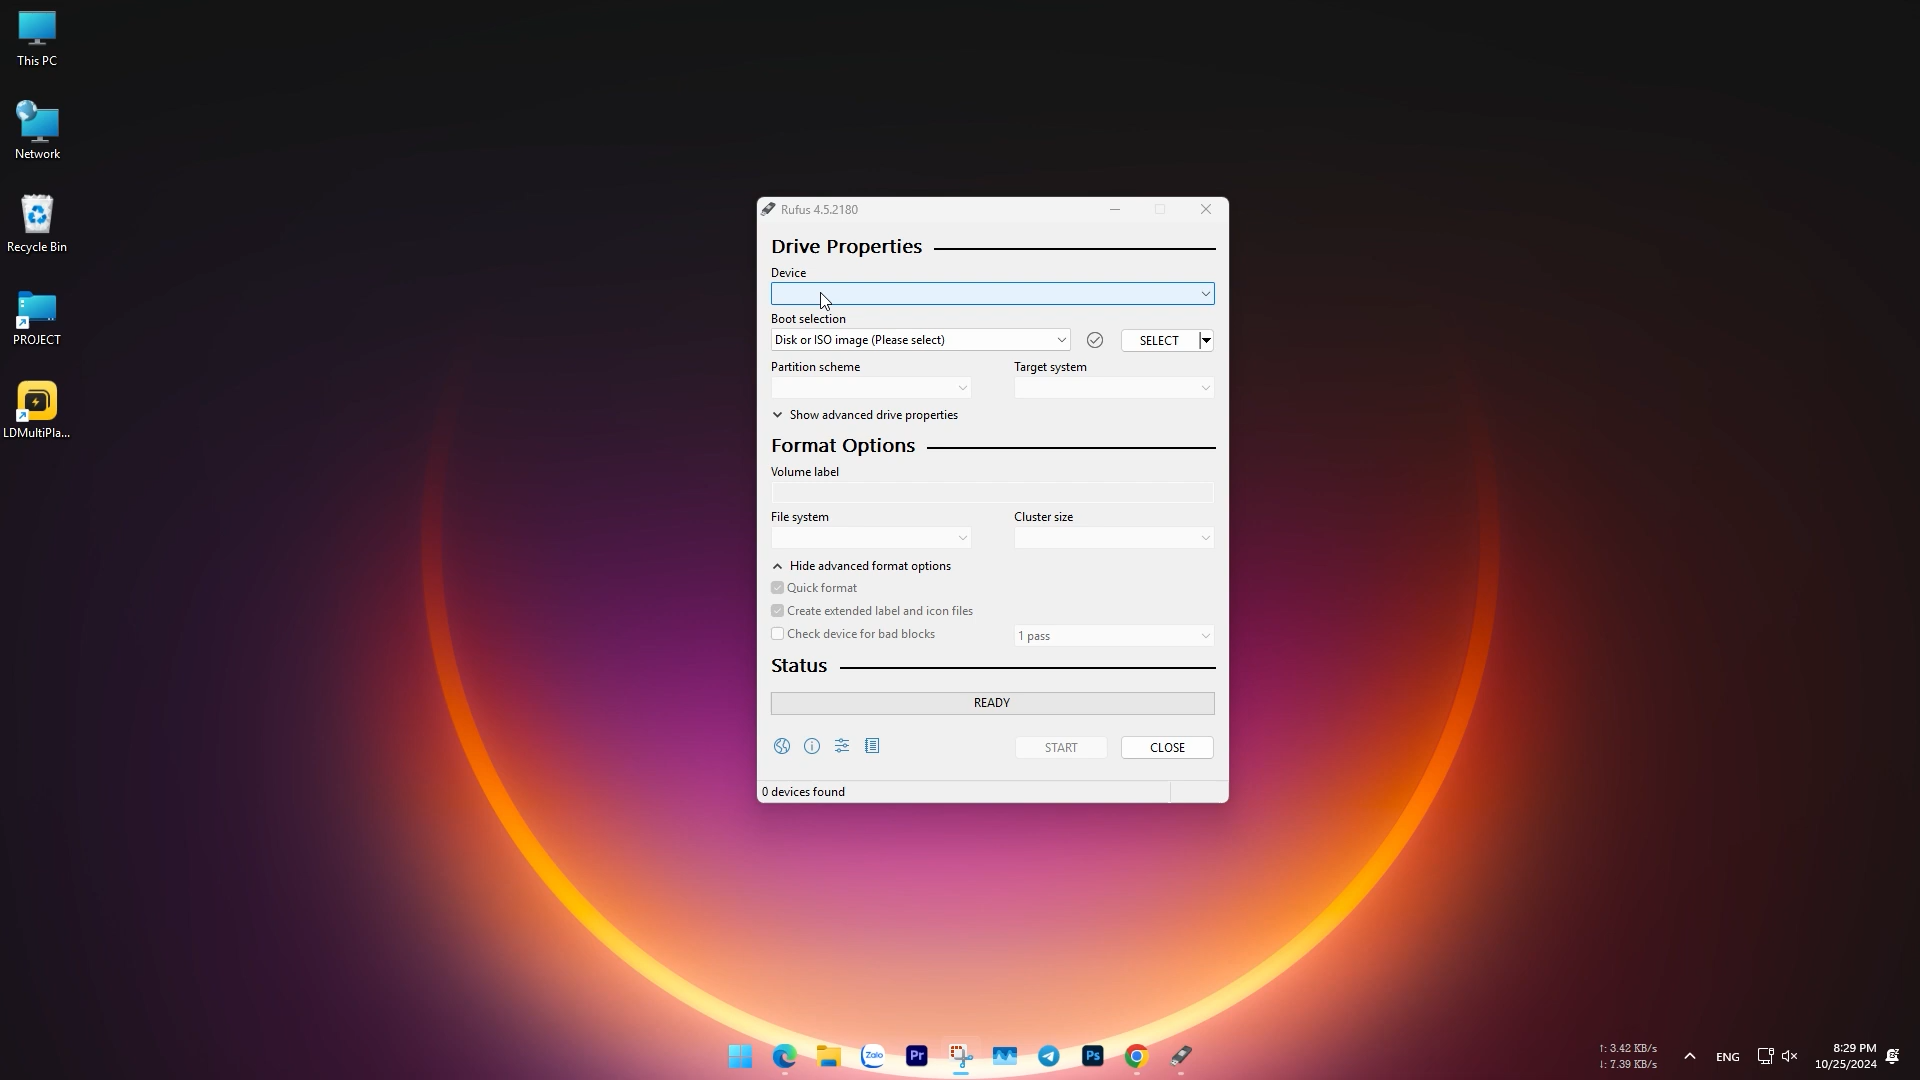 This PC
Network
Recycle Bin
PROJECT
LDMultiPla...
Rufus 4.5.2180
Drive Properties
Device
Boot selection
Disk or ISO image (Please select)
SELECT
Partition scheme
Target system
Show advanced drive properties
Format Options
Volume label
File system
Cluster size
Hide advanced format options
Quick format
Create extended label and icon files
Check device for bad blocks
1 pass
Status
READY
START
CLOSE
0 devices found
Zalo
Pr
Ps
↑: 3.42 KB/s
↓: 7.39 KB/s
ENG
8:29 PM
10/25/2024